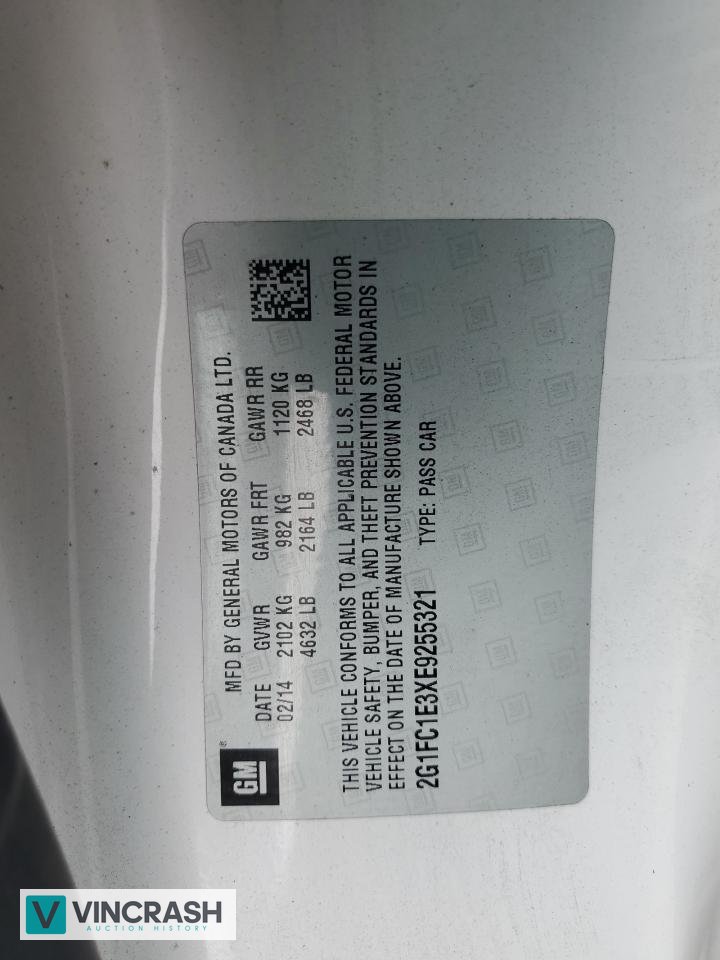 GM ®
MFD BY GENERAL MOTORS OF CANADA LTD.
DATE GVWR GAWR FRT GAWR RR
02/14 2102 KG 982 KG 1120 KG
4632 LB 2164 LB 2468 LB
THIS VEHICLE CONFORMS TO ALL APPLICABLE U.S. FEDERAL MOTOR
VEHICLE SAFETY, BUMPER, AND THEFT PREVENTION STANDARDS IN
EFFECT ON THE DATE OF MANUFACTURE SHOWN ABOVE.
2G1FC1E3XE9255321 TYPE: PASS CAR
V VINCRASH
AUCTION HISTORY